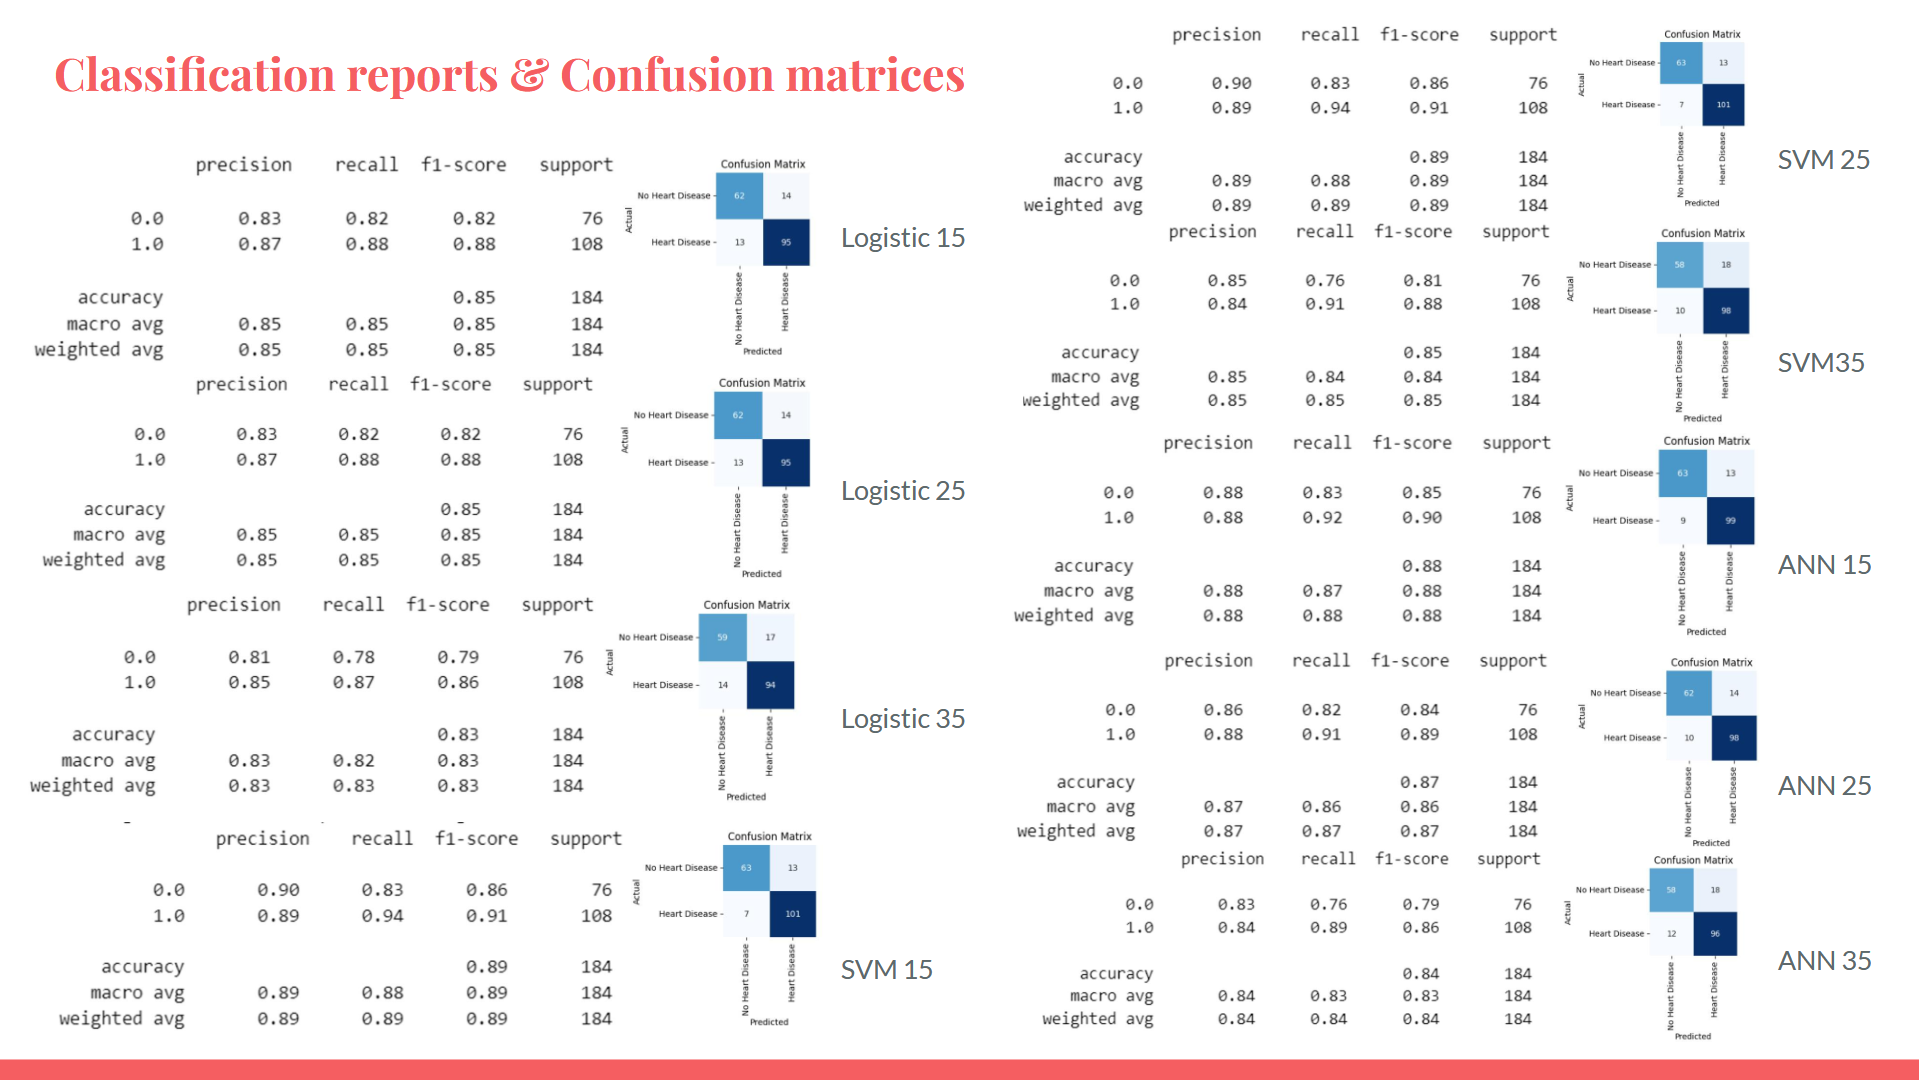 Classification reports & Confusion matrices
precision recall f1-score support
0.0 0.83 0.82 0.82 76
1.0 0.87 0.88 0.88 108
accuracy 0.85 184
macro avg 0.85 0.85 0.85 184
weighted avg 0.85 0.85 0.85 184
Confusion Matrix
No Heart Disease 62 14
Actual
Heart Disease 13 95
No Heart Disease
Heart Disease
Predicted
Logistic 15
precision recall f1-score support
0.0 0.83 0.82 0.82 76
1.0 0.87 0.88 0.88 108
accuracy 0.85 184
macro avg 0.85 0.85 0.85 184
weighted avg 0.85 0.85 0.85 184
Confusion Matrix
No Heart Disease 62 14
Actual
Heart Disease 13 95
No Heart Disease
Heart Disease
Predicted
Logistic 25
precision recall f1-score support
0.0 0.81 0.78 0.79 76
1.0 0.85 0.87 0.86 108
accuracy 0.83 184
macro avg 0.83 0.82 0.83 184
weighted avg 0.83 0.83 0.83 184
Confusion Matrix
No Heart Disease 59 17
Actual
Heart Disease 14 94
No Heart Disease
Heart Disease
Predicted
Logistic 35
precision recall f1-score support
0.0 0.90 0.83 0.86 76
1.0 0.89 0.94 0.91 108
accuracy 0.89 184
macro avg 0.89 0.88 0.89 184
weighted avg 0.89 0.89 0.89 184
Confusion Matrix
No Heart Disease 63 13
Actual
Heart Disease 7 101
No Heart Disease
Heart Disease
Predicted
SVM 15
precision recall f1-score support
0.0 0.90 0.83 0.86 76
1.0 0.89 0.94 0.91 108
accuracy 0.89 184
macro avg 0.89 0.88 0.89 184
weighted avg 0.89 0.89 0.89 184
Confusion Matrix
No Heart Disease 63 13
Actual
Heart Disease 7 101
No Heart Disease
Heart Disease
Predicted
SVM 25
precision recall f1-score support
0.0 0.85 0.76 0.81 76
1.0 0.84 0.91 0.88 108
accuracy 0.85 184
macro avg 0.85 0.84 0.84 184
weighted avg 0.85 0.85 0.85 184
Confusion Matrix
No Heart Disease 58 18
Actual
Heart Disease 10 98
No Heart Disease
Heart Disease
Predicted
SVM35
precision recall f1-score support
0.0 0.88 0.83 0.85 76
1.0 0.88 0.92 0.90 108
accuracy 0.88 184
macro avg 0.88 0.87 0.88 184
weighted avg 0.88 0.88 0.88 184
Confusion Matrix
No Heart Disease 63 13
Actual
Heart Disease 9 99
No Heart Disease
Heart Disease
Predicted
ANN 15
precision recall f1-score support
0.0 0.86 0.82 0.84 76
1.0 0.88 0.91 0.89 108
accuracy 0.87 184
macro avg 0.87 0.86 0.86 184
weighted avg 0.87 0.87 0.87 184
Confusion Matrix
No Heart Disease 62 14
Actual
Heart Disease 10 98
No Heart Disease
Heart Disease
Predicted
ANN 25
precision recall f1-score support
0.0 0.83 0.76 0.79 76
1.0 0.84 0.89 0.86 108
accuracy 0.84 184
macro avg 0.84 0.83 0.83 184
weighted avg 0.84 0.84 0.84 184
Confusion Matrix
No Heart Disease 58 18
Actual
Heart Disease 12 96
No Heart Disease
Heart Disease
Predicted
ANN 35